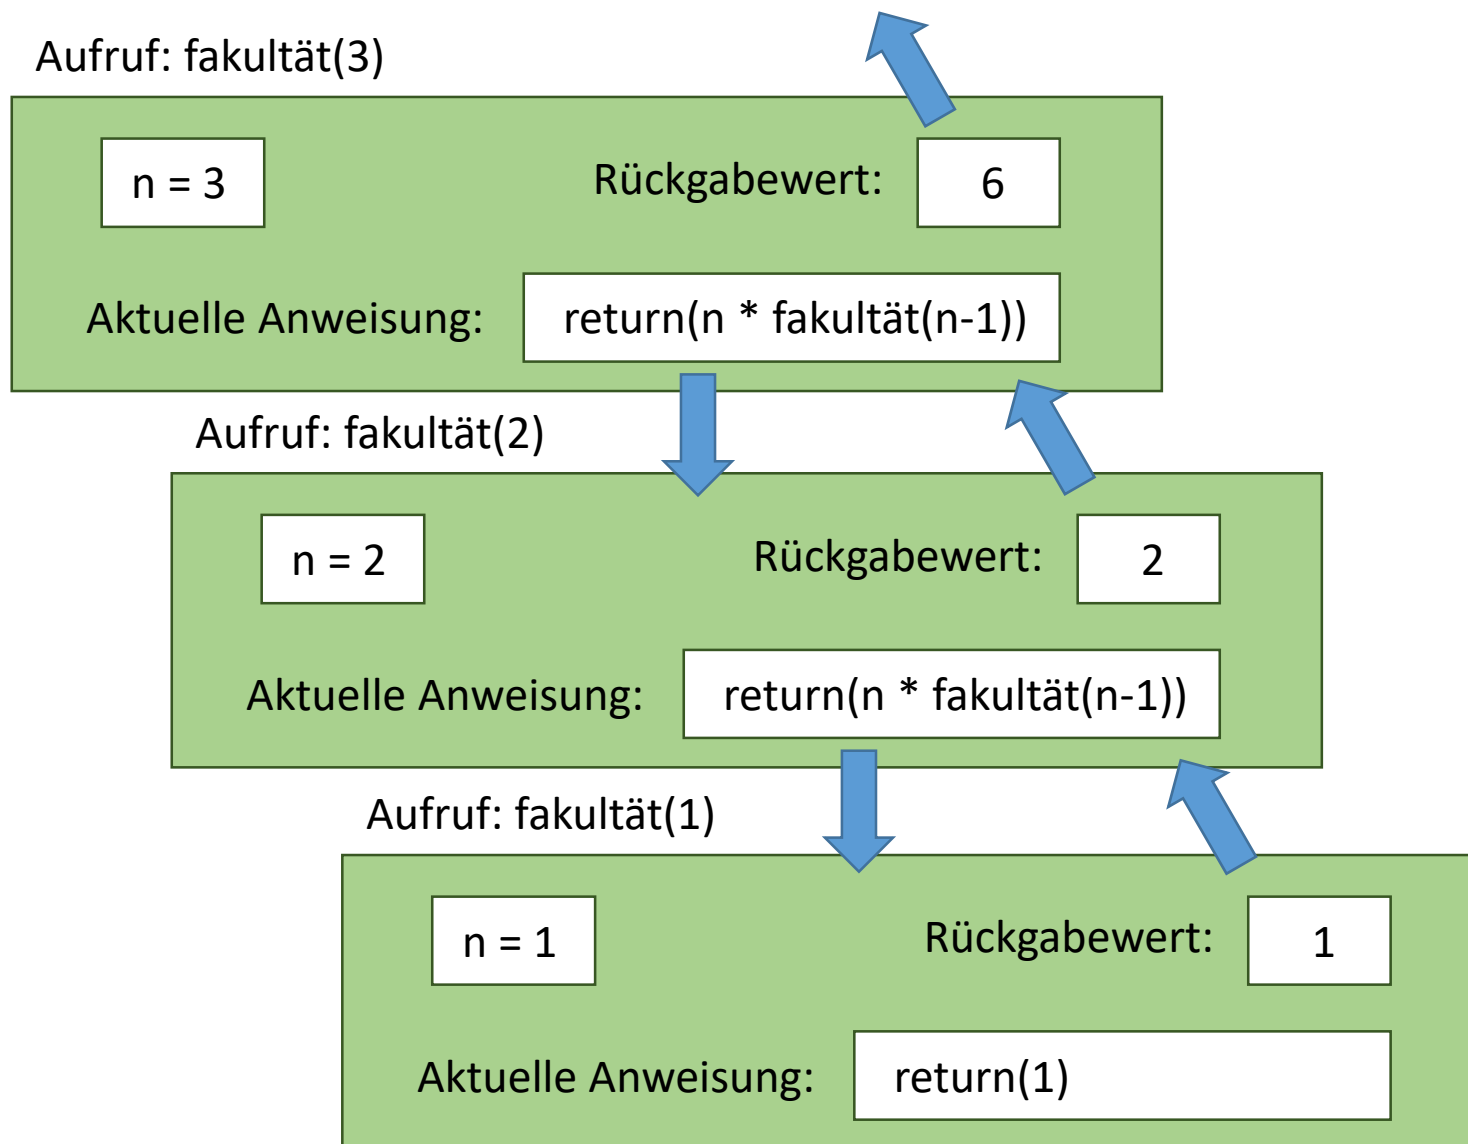 Aufruf: fakultät(3)
n = 3
Rückgabewert:
6
Aktuelle Anweisung:
return(n * fakultät(n-1))
Aufruf: fakultät(2)
n = 2
Rückgabewert:
2
Aktuelle Anweisung:
return(n * fakultät(n-1))
Aufruf: fakultät(1)
n = 1
Rückgabewert:
1
Aktuelle Anweisung:
return(1)